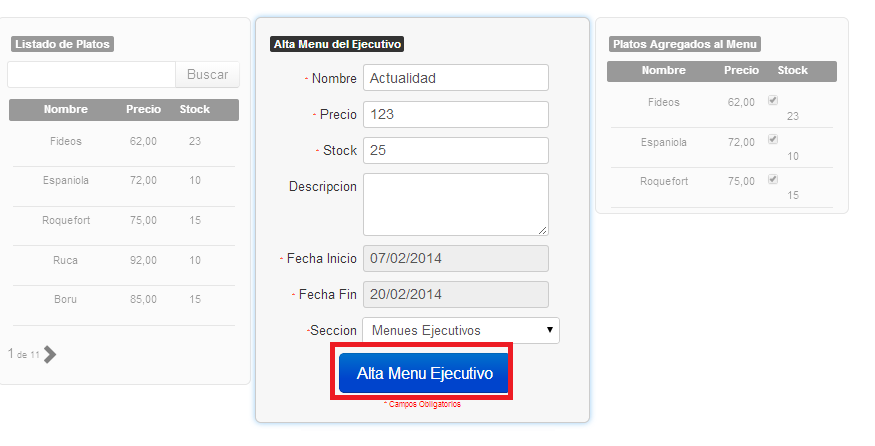 Listado de Platos
Buscar
Nombre Precio Stock
Fideos 62,00 23
Espaniola 72,00 10
Roquefort 75,00 15
Ruca 92,00 10
Boru 85,00 15
1 de 11
Alta Menu del Ejecutivo
- Nombre Actualidad
- Precio 123
- Stock 25
Descripcion
- Fecha Inicio 07/02/2014
- Fecha Fin 20/02/2014
-Seccion Menues Ejecutivos
Alta Menu Ejecutivo
* Campos Obligatorios
Platos Agregados al Menu
Nombre Precio Stock
Fideos 62,00
23
Espaniola 72,00
10
Roquefort 75,00
15